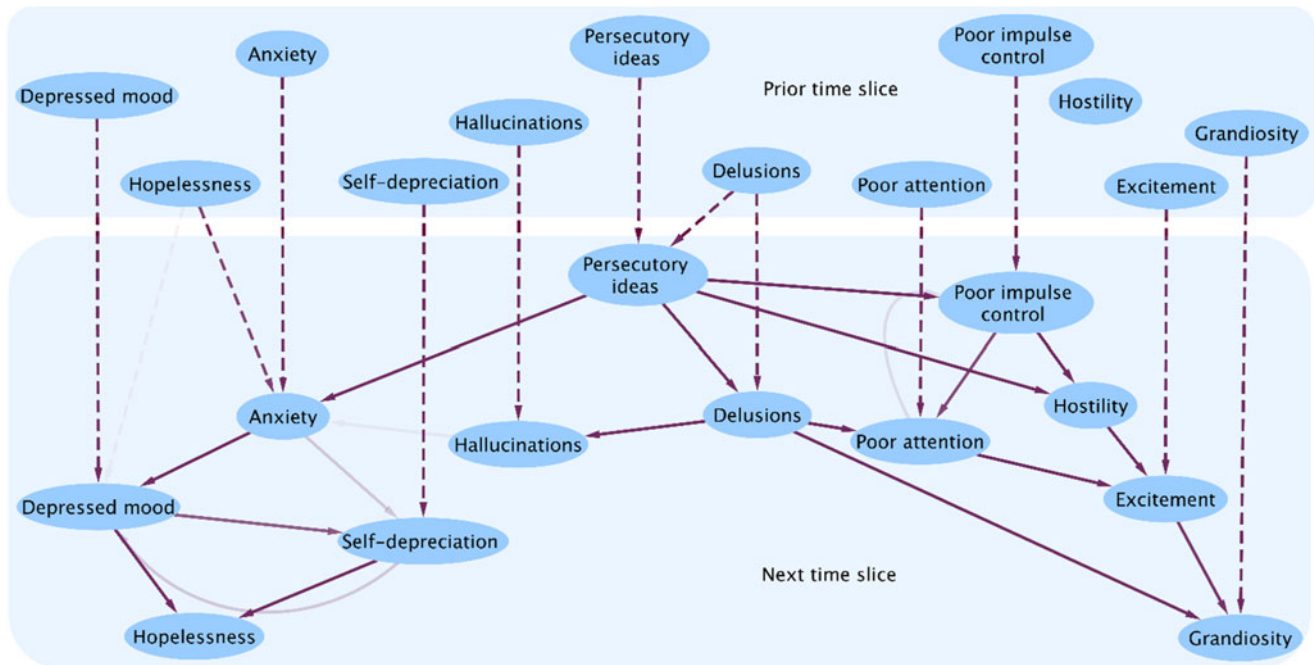 Anxiety
Persecutory
ideas
Poor impulse
control
Depressed mood
Prior time slice
Hostility
Hallucinations
Grandiosity
Hopelessness
Self-depreciation
Delusions
Poor attention
Excitement
Persecutory
ideas
Poor impulse
control
Anxiety
Hallucinations
Delusions
Poor attention
Hostility
Depressed mood
Self-depreciation
Excitement
Next time slice
Hopelessness
Grandiosity